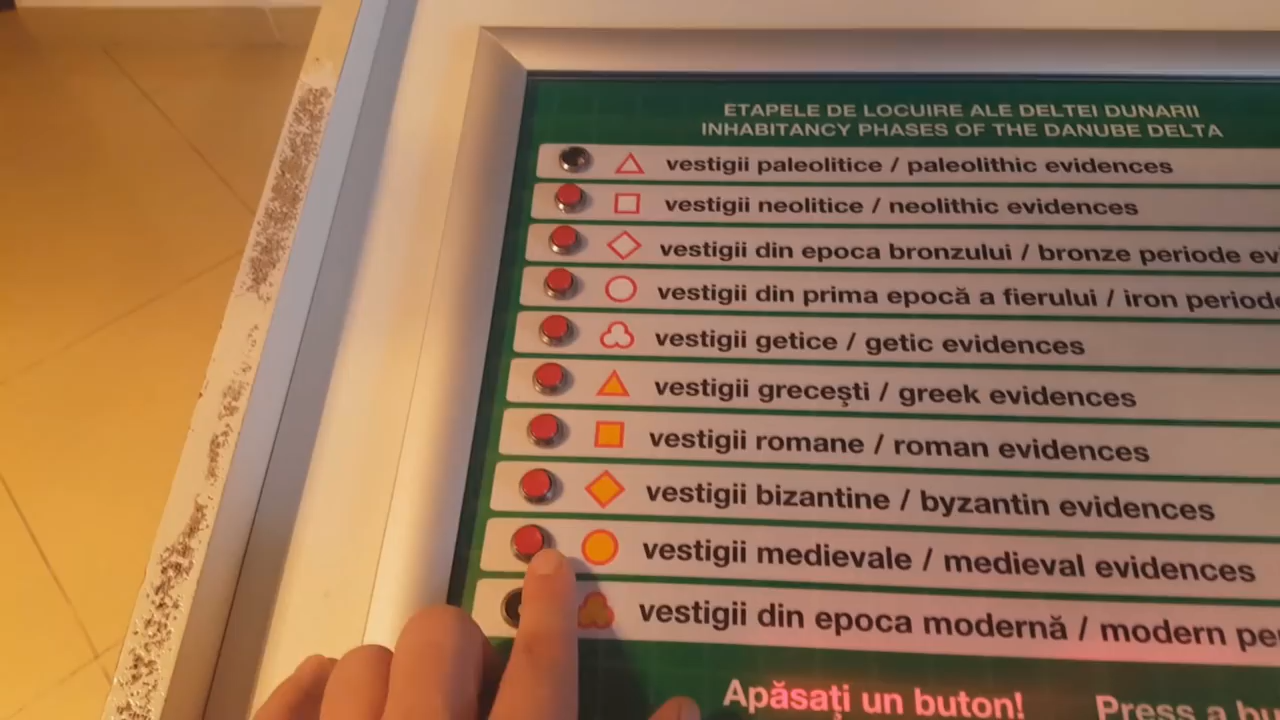 ETAPELE DE LOCUIRE ALE DELTEI DUNARII
INHABITANCY PHASES OF THE DANUBE DELTA
vestigii paleolitice / paleolithic evidences
vestigii neolitice / neolithic evidences
vestigii din epoca bronzului / bronze periode
vestigii din prima epocă a fierului / iron periode
vestigii getice / getic evidences
vestigii greceşti / greek evidences
vestigii romane / roman evidences
vestigii bizantine / byzantin evidences
vestigii medievale / medieval evidences
vestigii din epoca modernă / modern
Apăsaţi un buton! Press a